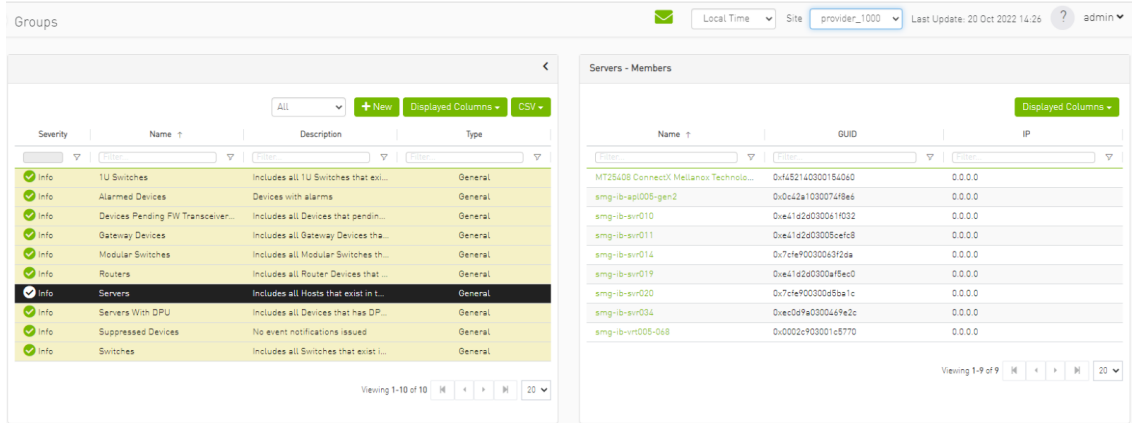 Groups
Local Time
Site provider_1000
Last Update: 20 Oct 2022 14:26
?
admin
All
+ New
Displayed Columns
CSV
Severity Name ↑ Description Type
Filter... Filter... Filter...
Info 1U Switches Includes all 1U Switches that exi... General
Info Alarmed Devices Devices with alarms General
Info Devices Pending FW Transceiver... Includes all Devices that pendin... General
Info Gateway Devices Includes all Gateway Devices tha... General
Info Modular Switches Includes all Modular Switches th... General
Info Routers Includes all Router Devices that ... General
Info Servers Includes all Hosts that exist in t... General
Info Servers With DPU Includes all Devices that has DP... General
Info Suppressed Devices No event notifications issued General
Info Switches Includes all Switches that exist i... General
Viewing 1-10 of 10 20
Servers - Members
Displayed Columns
Name ↑ GUID IP
Filter... Filter... Filter...
MT25408 ConnectX Mellanox Technolo... 0xf452140300154060 0.0.0.0
smg-ib-apl005-gen2 0x0c42a1030074f8e6 0.0.0.0
smg-ib-svr010 0xe41d2d030061f032 0.0.0.0
smg-ib-svr011 0xe41d2d03005cefc8 0.0.0.0
smg-ib-svr014 0x7cfe90030063f2da 0.0.0.0
smg-ib-svr019 0xe41d2d0300af5ec0 0.0.0.0
smg-ib-svr020 0x7cfe900300d5ba1c 0.0.0.0
smg-ib-svr034 0xec0d9a0300469e2c 0.0.0.0
smg-ib-vrt005-068 0x0002c903001c5770 0.0.0.0
Viewing 1-9 of 9 20